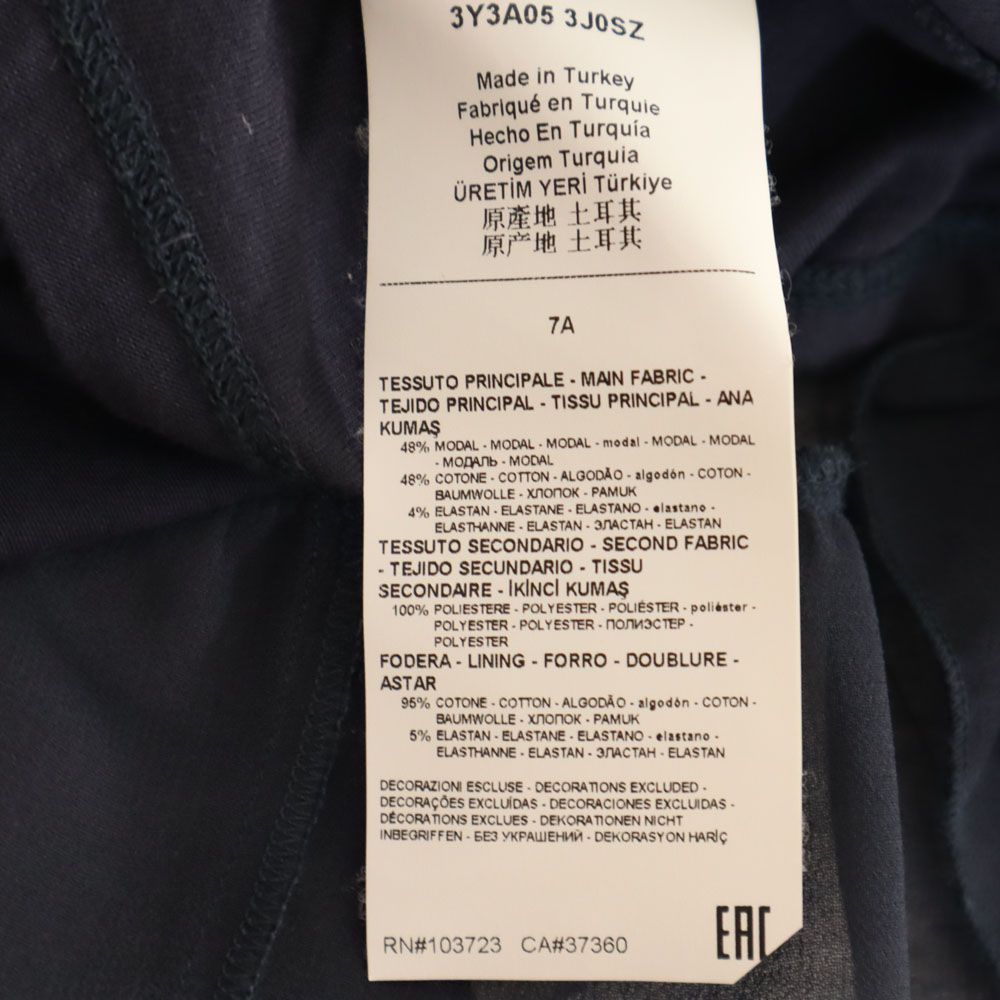 3Y3A05 3J0SZ
Made in Turkey
Fabriqué en Turquie
Hecho En Turquía
Origem Turquia
ÜRETİM YERİ Türkiye
原產地 土耳其
原产地 土耳其
7A
TESSUTO PRINCIPALE - MAIN FABRIC -
TEJIDO PRINCIPAL - TISSU PRINCIPAL - ANA
KUMAŞ
48% MODAL - MODAL - MODAL - modal - MODAL - MODAL
- МОДАЛЬ - MODAL
48% COTONE - COTTON - ALGODÃO - algodón - COTON -
BAUMWOLLE - ХЛОПОК - PAMUK
4% ELASTAN - ELASTANE - ELASTANO - elastano -
ELASTHANNE - ELASTAN - ЭЛАСТАН - ELASTAN
TESSUTO SECONDARIO - SECOND FABRIC
- TEJIDO SECUNDARIO - TISSU
SECONDAIRE - İKİNCİ KUMAŞ
100% POLIESTERE - POLYESTER - POLIÉSTER - poliéster -
POLYESTER - POLYESTER - ПОЛИЭСТЕР -
POLYESTER
FODERA - LINING - FORRO - DOUBLURE -
ASTAR
95% COTONE - COTTON - ALGODÃO - algodón - COTON -
BAUMWOLLE - ХЛОПОК - PAMUK
5% ELASTAN - ELASTANE - ELASTANO - elastano -
ELASTHANNE - ELASTAN - ЭЛАСТАН - ELASTAN
DECORAZIONI ESCLUSE - DECORATIONS EXCLUDED -
DECORAÇÕES EXCLUÍDAS - DECORACIONES EXCLUIDAS -
DÉCORATIONS EXCLUES - DEKORATIONEN NICHT
INBEGRIFFEN - БЕЗ УКРАШЕНИЙ - DEKORASYON HARİÇ
RN#103723 CA#37360
EAC